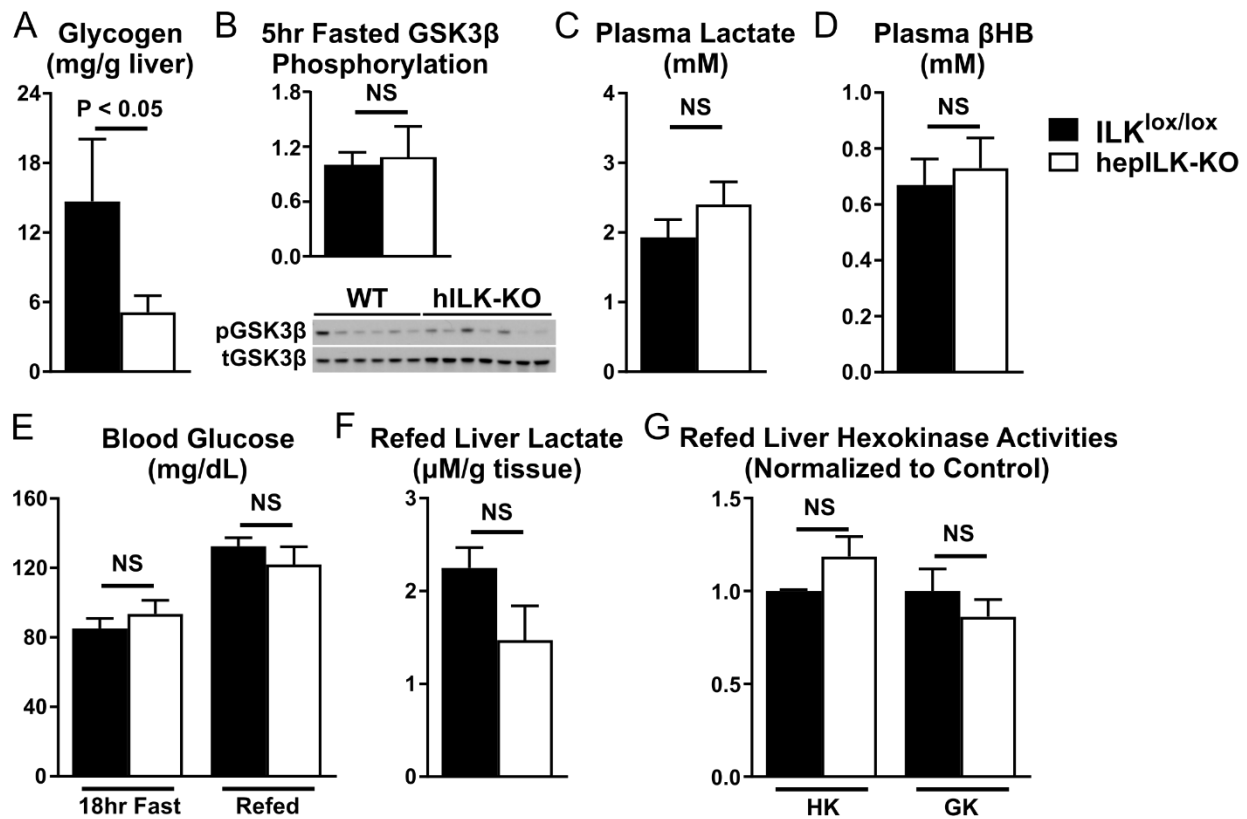 A Glycogen
(mg/g liver)
P < 0.05
24
18
12
6
0
B 5hr Fasted GSK3β
Phosphorylation
NS
1.8
1.2
0.6
0.0
WT hILK-KO
pGSK3β
tGSK3β
C Plasma Lactate
(mM)
NS
4
3
2
1
0
D Plasma βHB
(mM)
NS
1.0
0.8
0.6
0.4
0.2
0.0
ILKlox/lox
hepILK-KO
E Blood Glucose
(mg/dL)
NS
NS
160
120
80
40
0
18hr Fast Refed
F Refed Liver Lactate
(µM/g tissue)
NS
3
2
1
0
G Refed Liver Hexokinase Activities
(Normalized to Control)
NS
NS
1.5
1.0
0.5
0.0
HK GK